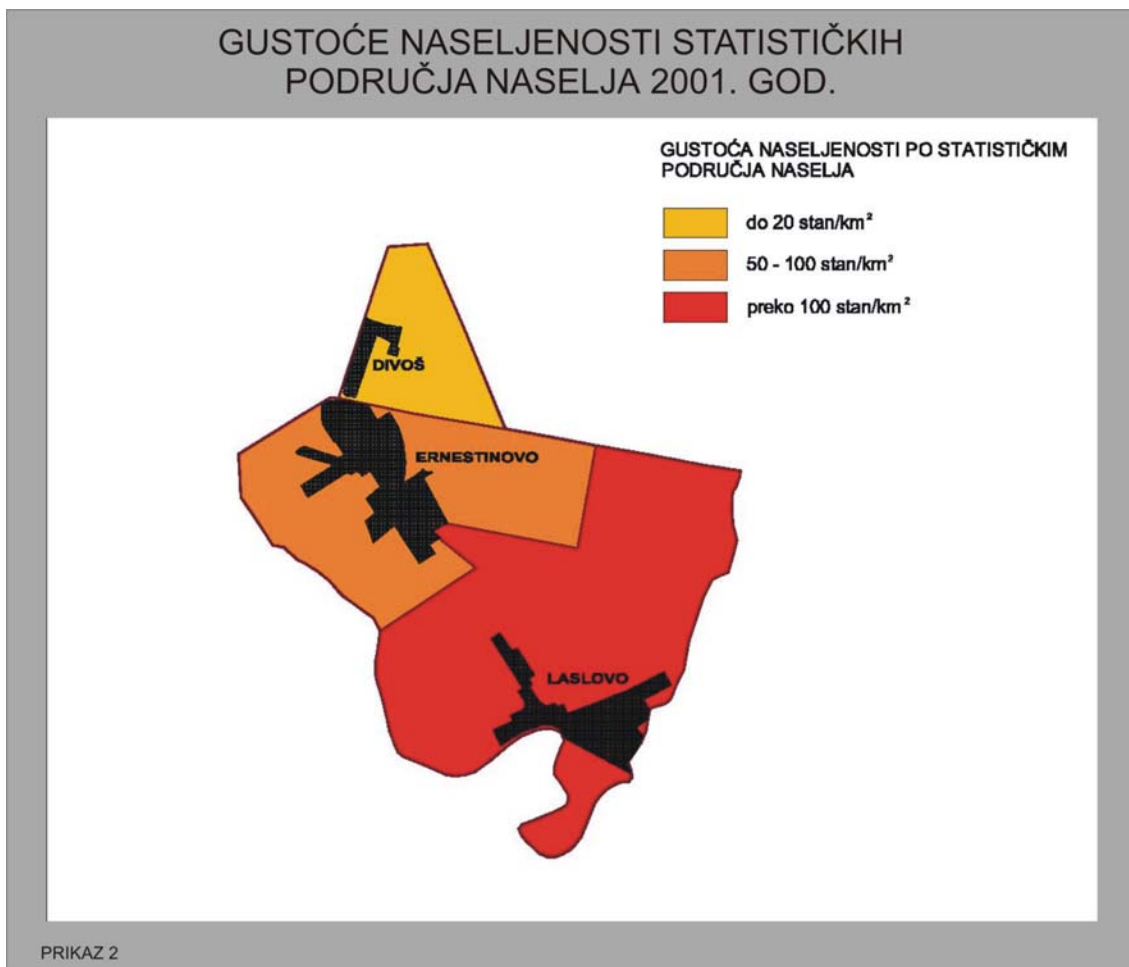 GUSTOĆE NASELJENOSTI STATISTIČKIH
PODRUČJA NASELJA 2001. GOD.
GUSTOĆA NASELJENOSTI PO STATISTIČKIM
PODRUČJA NASELJA
do 20 stan/km²
50 - 100 stan/km²
preko 100 stan/km²
DIVOŠ
ERNESTINOVO
LASLOVO
PRIKAZ 2